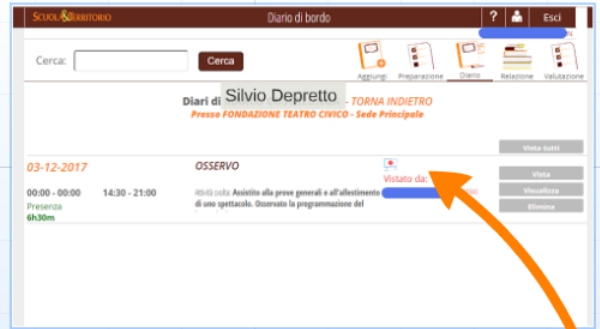 SCUOLA&TERRITORIO Diario di bordo ? Esci
Cerca: Cerca
Aggiungi Preparazione Diario Relazione Valutazione
Diari di Silvio Depretto - TORNA INDIETRO
Presso FONDAZIONE TEATRO CIVICO - Sede Principale
Vista tutti
03-12-2017 OSSERVO
Vistato da: Vista
00:00 - 00:00 14:30 - 21:00 Assistito alla prove generali e all'allestimento Visualizza
di uno spettacolo. Osservato la programmazione del Elimina
Presenza
6h30m